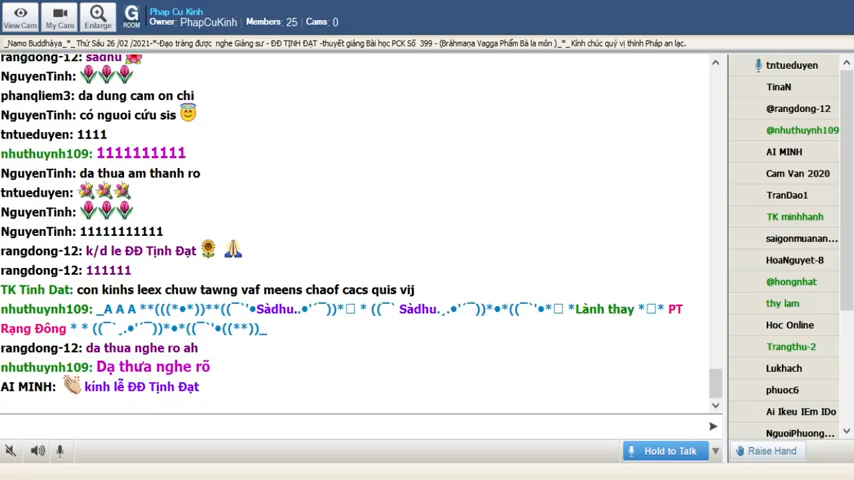 Phap Cu Kinh
Owner: PhapCuKinh Members: 25 Cams: 0
View Cam My Cam Enlarge G ROOM
_Namo Buddhàya_*_ Thứ Sáu 26 /02 /2021-*-Đạo tràng được nghe Giảng sư - ĐĐ TỊNH ĐẠT -thuyết giảng Bài học PCK Số 399 - (Bràhmaṇa Vagga Phẩm Bà la môn )_*_ Kính chúc quý vị thính Pháp an lạc.
rangdong-12: sadhu
NguyenTinh:
phanqliem3: da dung cam on chi
NguyenTinh: có nguoi cứu sis
tntueduyen: 1111
nhuthuynh109: 1111111111
NguyenTinh: da thua am thanh ro
tntueduyen:
NguyenTinh:
NguyenTinh: 11111111111
rangdong-12: k/d le ĐĐ Tịnh Đạt
rangdong-12: 111111
TK Tinh Dat: con kinhs leex chuw tawng vaf meens chaof cacs quis vij
nhuthuynh109: _A A A **(((*●*))**((¯`'●Sàdhu..●'´¯))*□ * ((¯` Sàdhu.¸.●'´¯))*●*((¯`'●*□ *Lành thay *□* PT
Rạng Đông * * ((¯`¸.●'´¯))*●*((¯`'●((**))_
rangdong-12: da thua nghe ro ah
nhuthuynh109: Dạ thưa nghe rõ
AI MINH: kính lễ ĐĐ Tịnh Đạt
Hold to Talk
tntueduyen
TinaN
@rangdong-12
@nhuthuynh109
AI MINH
Cam Van 2020
TranDao1
TK minhhanh
saigonmuanan...
HoaNguyet-8
@hongnhat
thy lam
Hoc Online
Trangthu-2
Lukhach
phuoc6
Ai Ikeu IEm IDo
NguoiPhuong...
Raise Hand